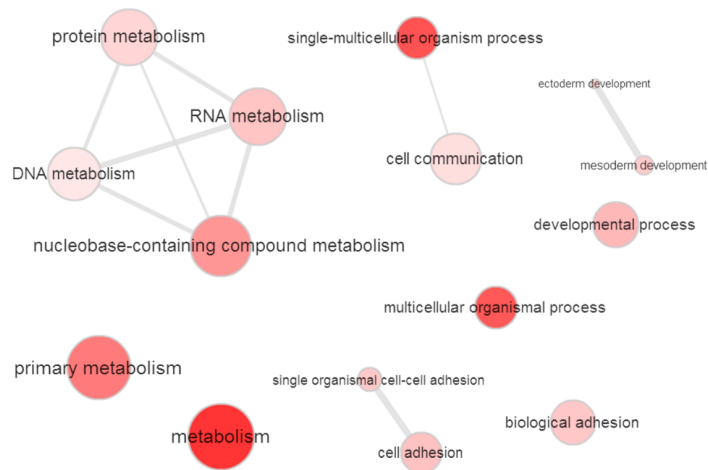 protein metabolism
single-multicellular organism process
ectoderm development
RNA metabolism
cell communication
mesoderm development
DNA metabolism
developmental process
nucleobase-containing compound metabolism
multicellular organismal process
primary metabolism
single organismal cell-cell adhesion
biological adhesion
metabolism
cell adhesion